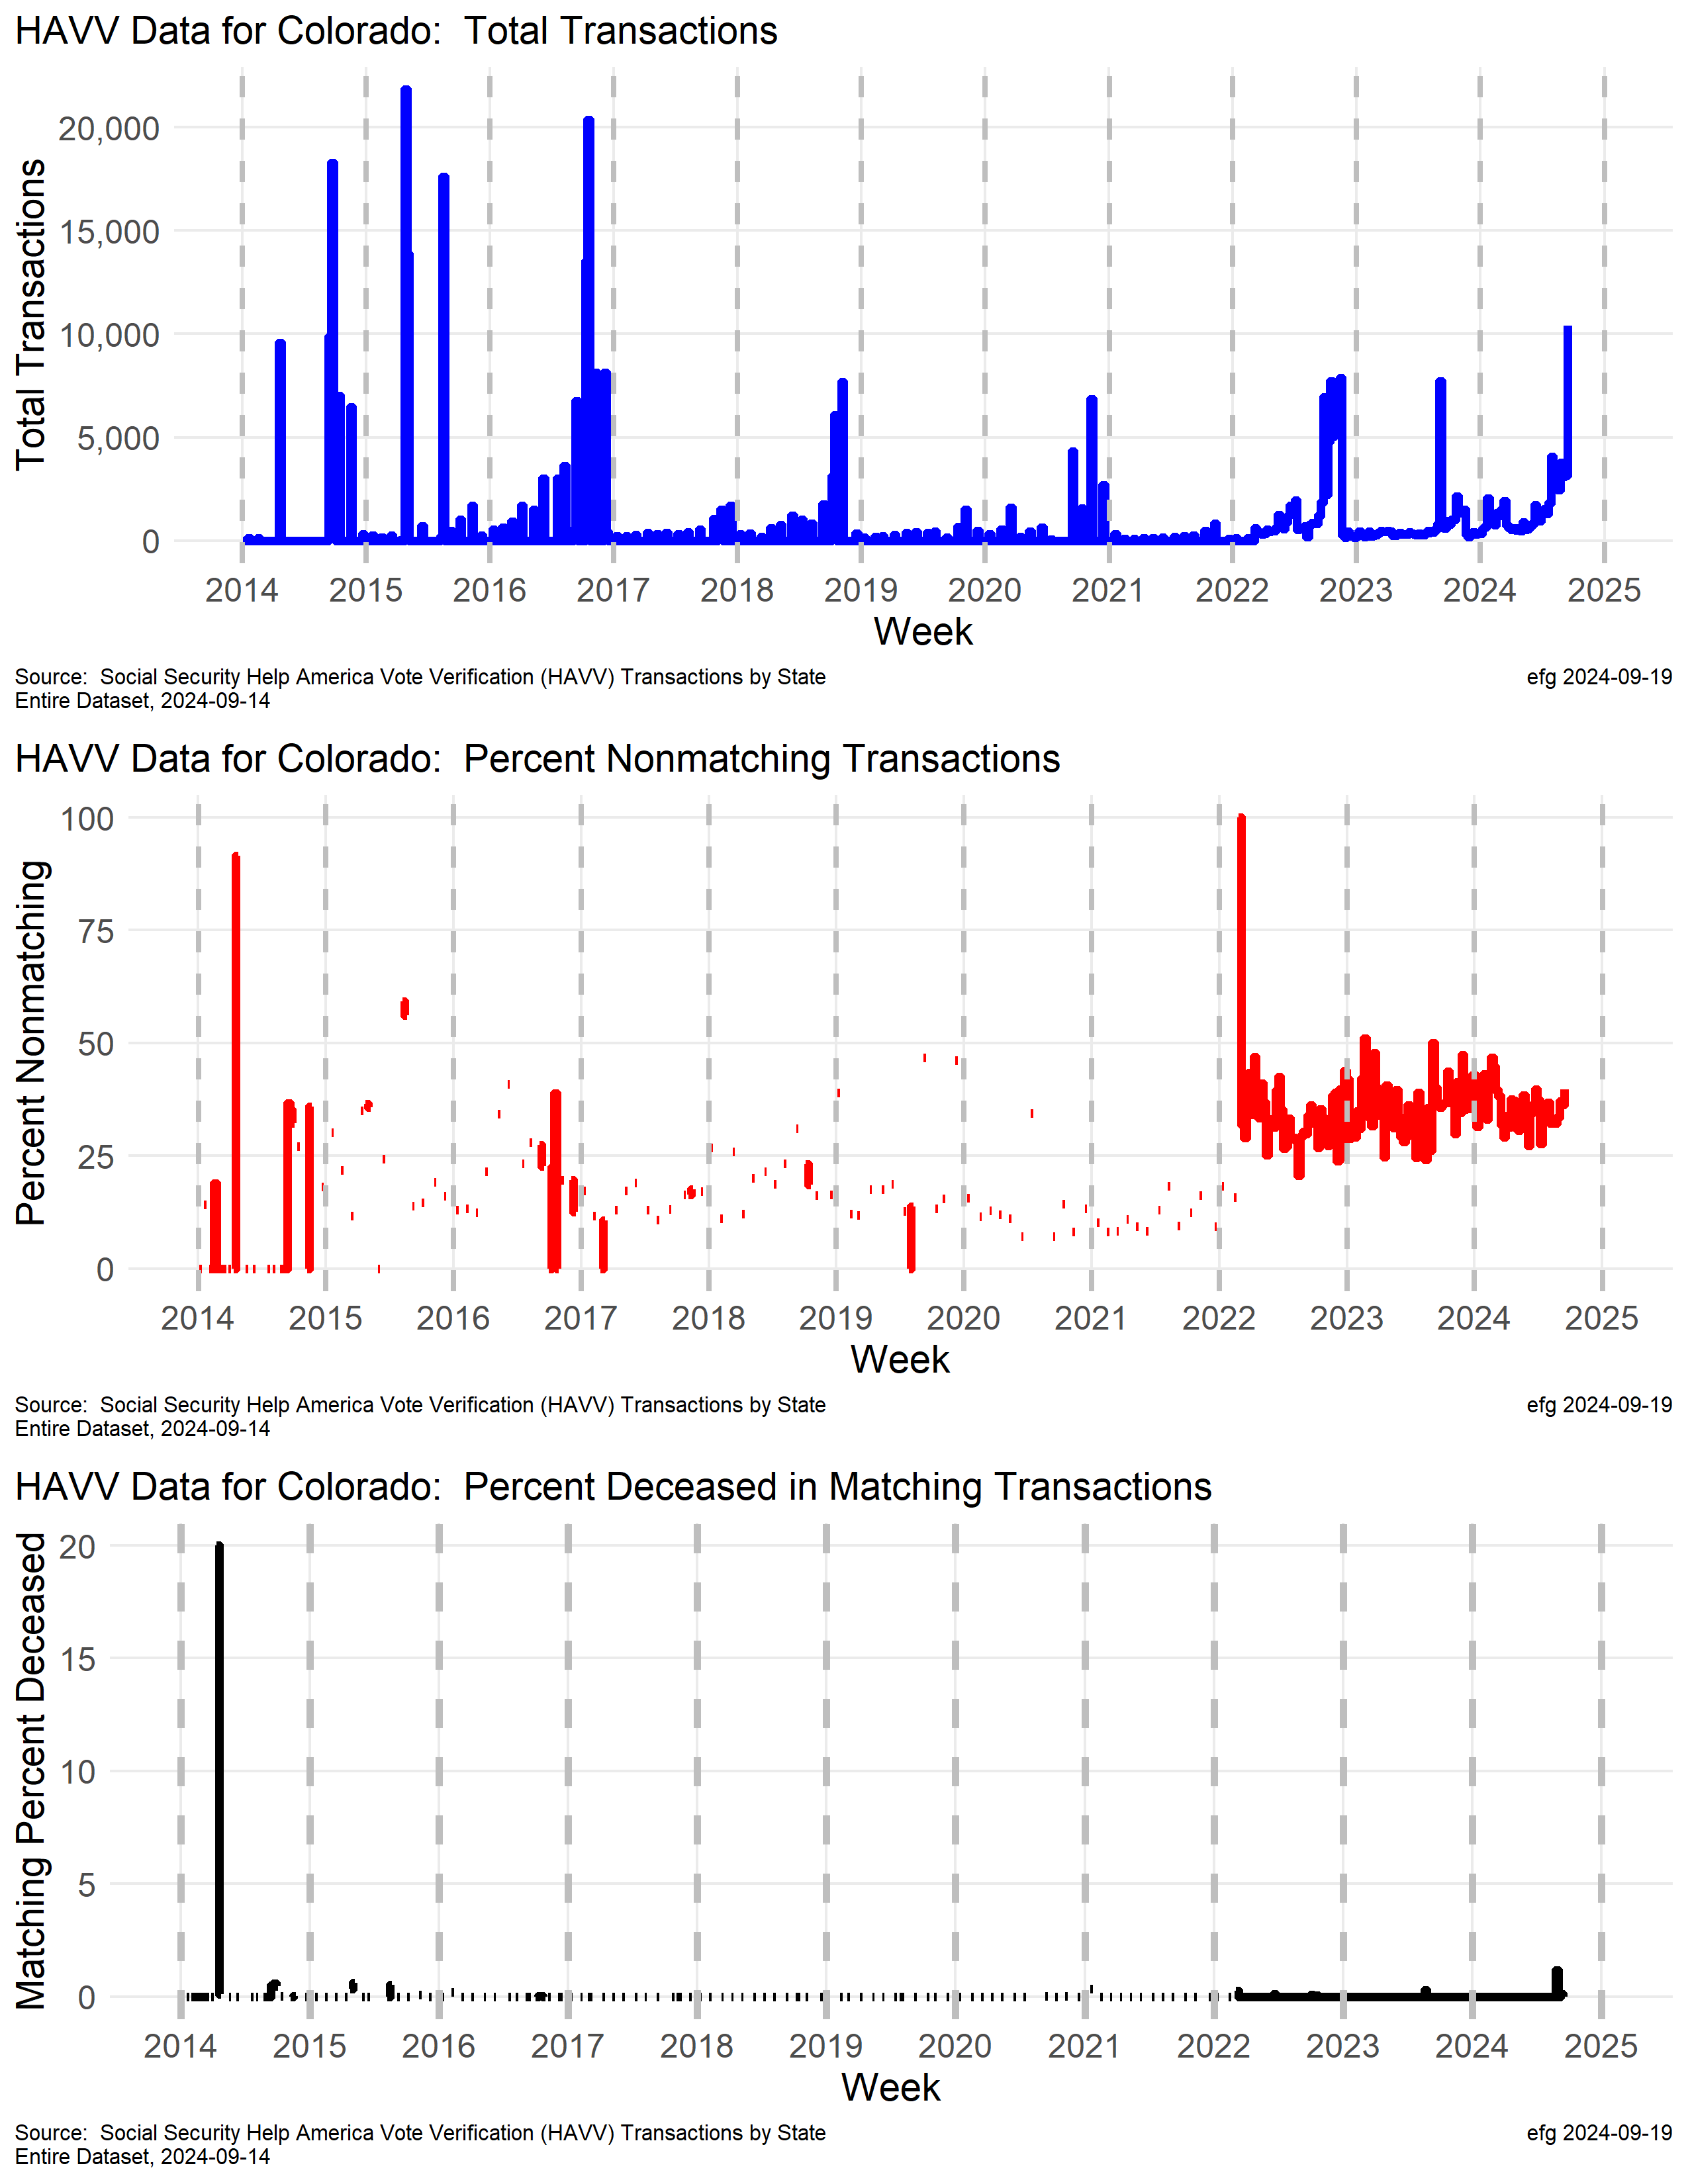 HAVV Data for Colorado:  Total Transactions
Total Transactions
20,000
15,000
10,000
5,000
0
2014 2015 2016 2017 2018 2019 2020 2021 2022 2023 2024 2025
Week
Source:  Social Security Help America Vote Verification (HAVV) Transactions by State efg 2024-09-19
Entire Dataset, 2024-09-14
HAVV Data for Colorado:  Percent Nonmatching Transactions
Percent Nonmatching
100
75
50
25
0
2014 2015 2016 2017 2018 2019 2020 2021 2022 2023 2024 2025
Week
Source:  Social Security Help America Vote Verification (HAVV) Transactions by State efg 2024-09-19
Entire Dataset, 2024-09-14
HAVV Data for Colorado:  Percent Deceased in Matching Transactions
Matching Percent Deceased
20
15
10
5
0
2014 2015 2016 2017 2018 2019 2020 2021 2022 2023 2024 2025
Week
Source:  Social Security Help America Vote Verification (HAVV) Transactions by State efg 2024-09-19
Entire Dataset, 2024-09-14